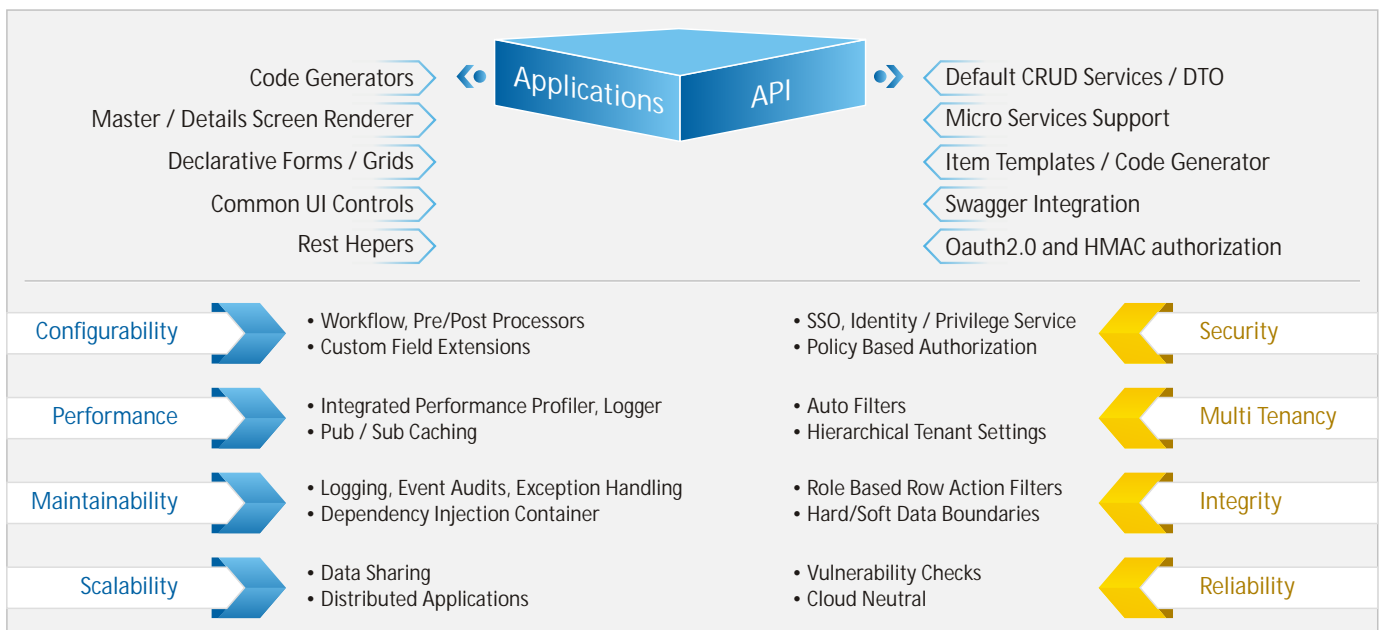 Applications
API
Code Generators
Master / Details Screen Renderer
Declarative Forms / Grids
Common UI Controls
Rest Hepers
Default CRUD Services / DTO
Micro Services Support
Item Templates / Code Generator
Swagger Integration
Oauth2.0 and HMAC authorization
Configurability
• Workflow, Pre/Post Processors
• Custom Field Extensions
• SSO, Identity / Privilege Service
• Policy Based Authorization
Security
Performance
• Integrated Performance Profiler, Logger
• Pub / Sub Caching
• Auto Filters
• Hierarchical Tenant Settings
Multi Tenancy
Maintainability
• Logging, Event Audits, Exception Handling
• Dependency Injection Container
• Role Based Row Action Filters
• Hard/Soft Data Boundaries
Integrity
Scalability
• Data Sharing
• Distributed Applications
• Vulnerability Checks
• Cloud Neutral
Reliability